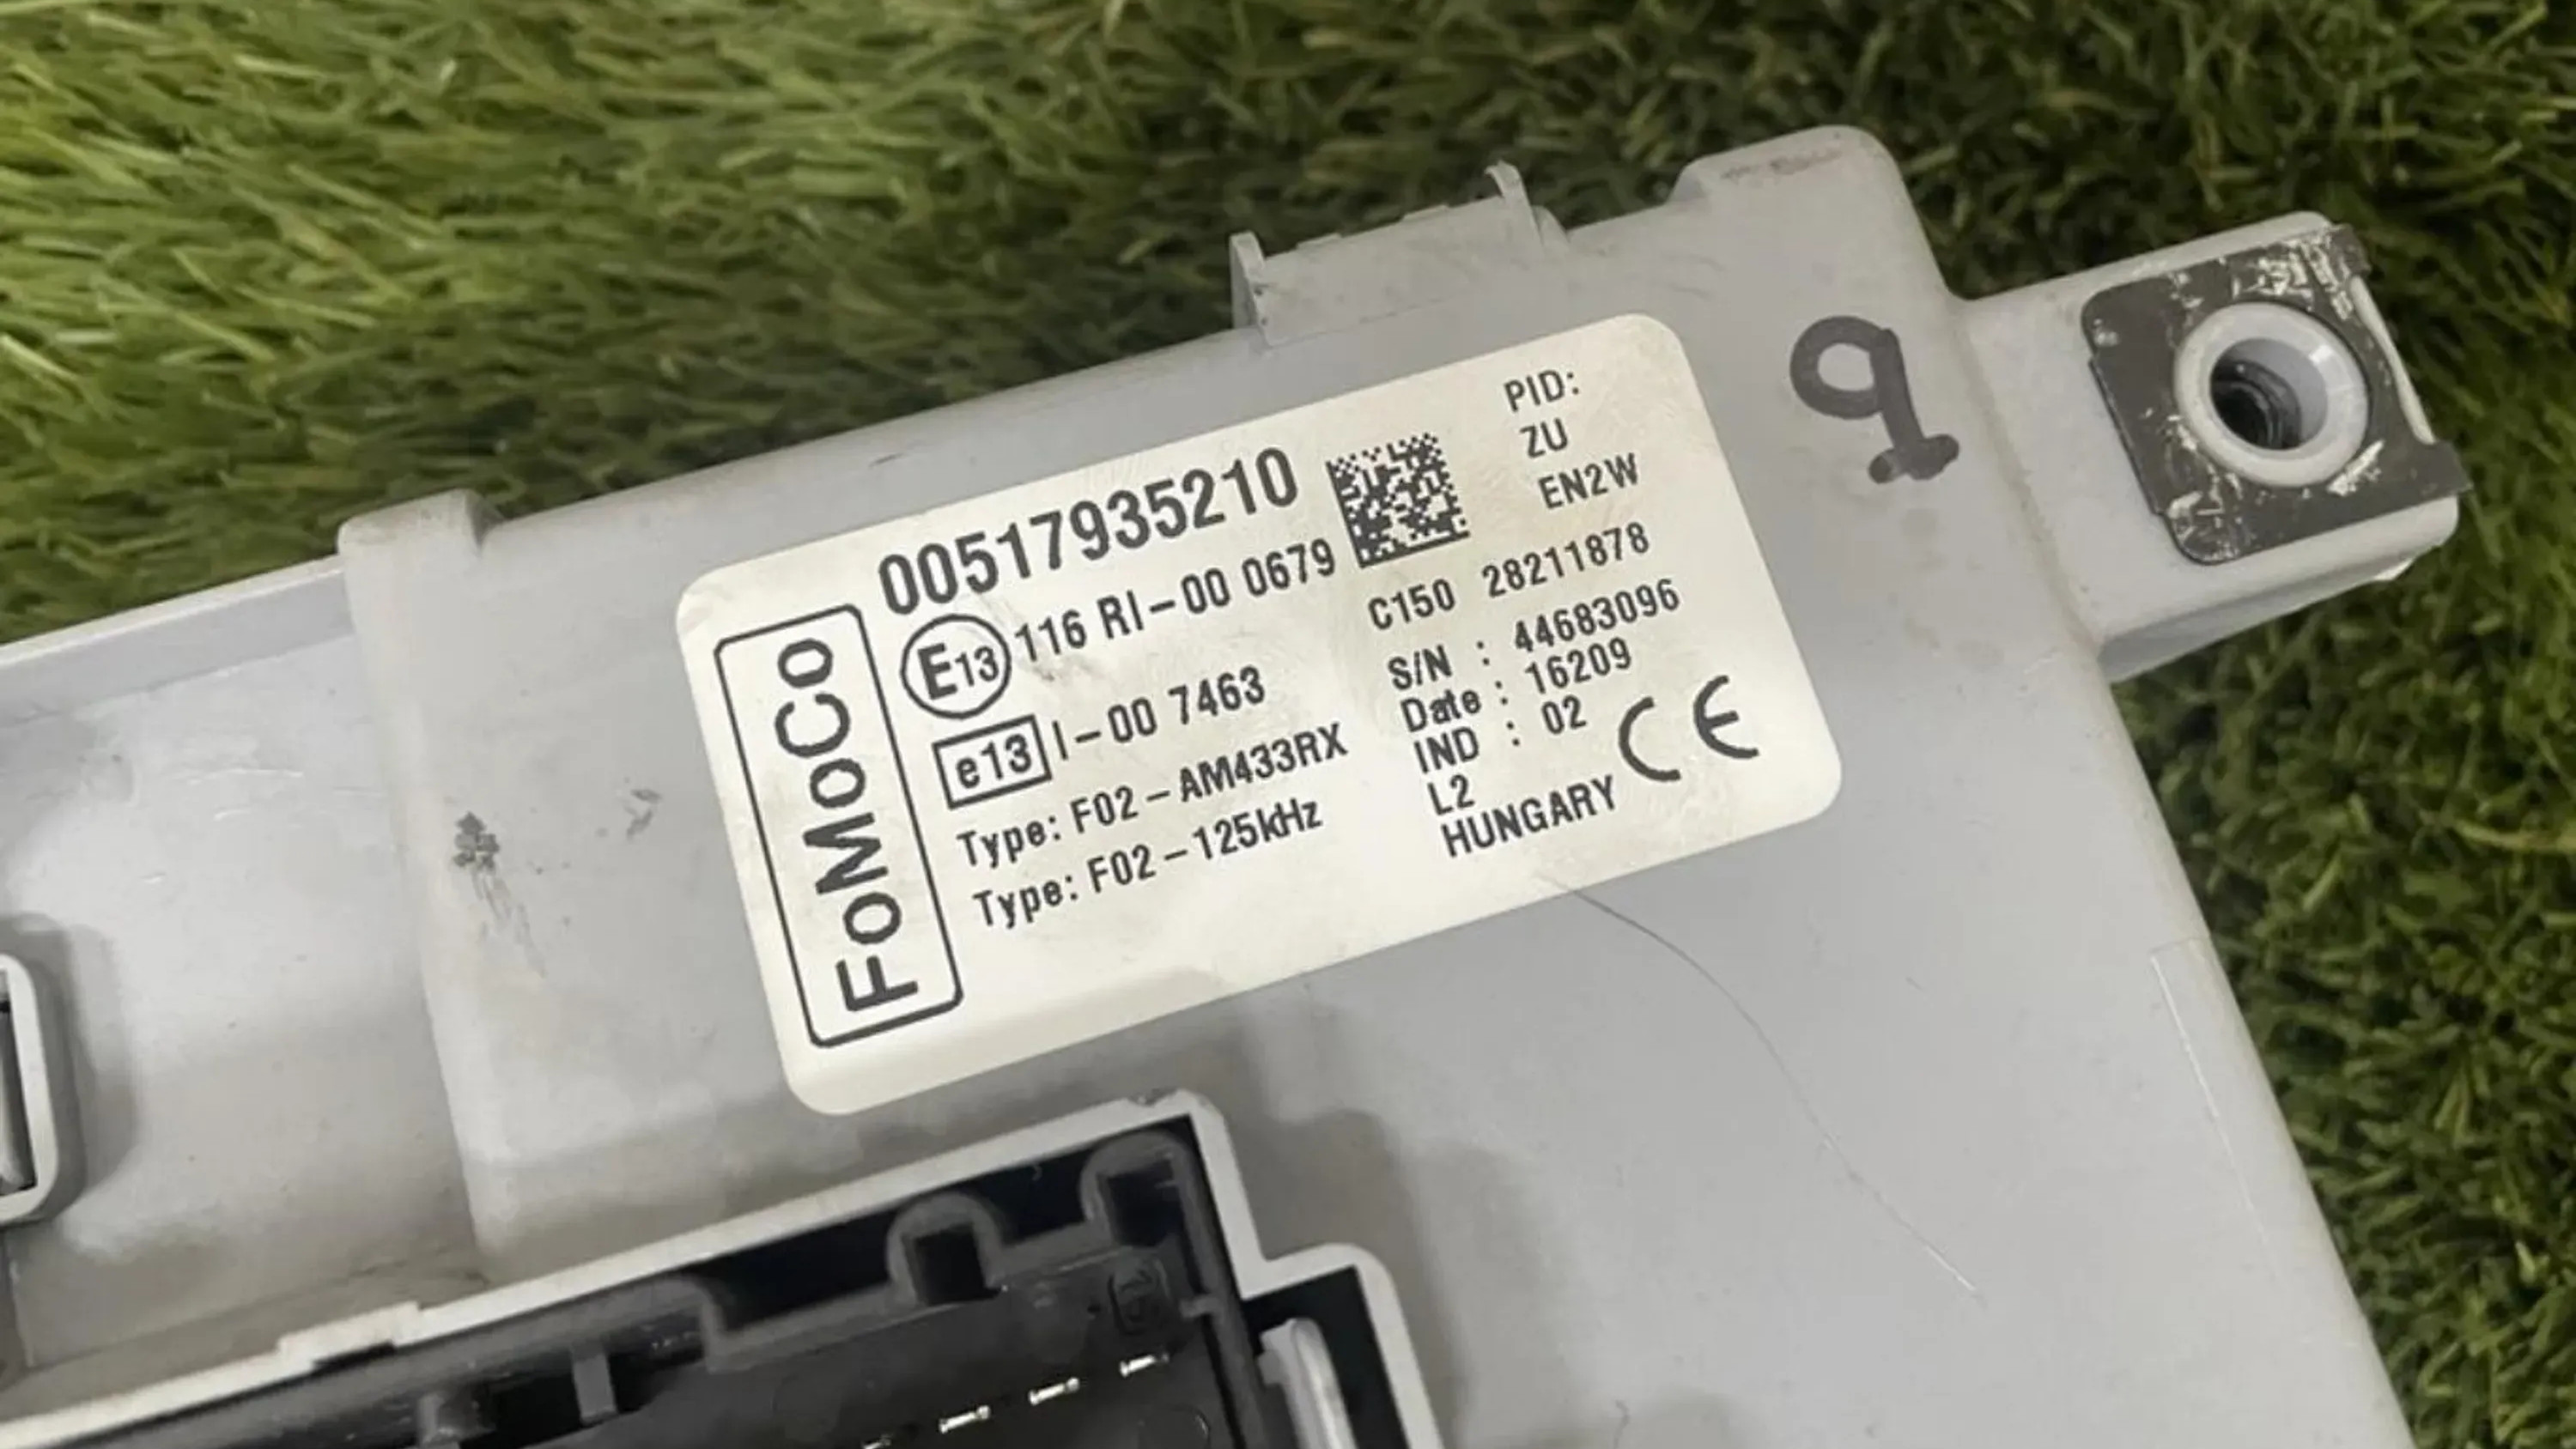 FoMoCo
00517935210
E13 116 RI-00 0679
e13 I-00 7463
Type: F02-AM433RX
Type: F02-125kHz
PID:
ZU
EN2W
C150 28211878
S/N : 44683096
Date : 16209
IND : 02
L2
HUNGARY
CE
9